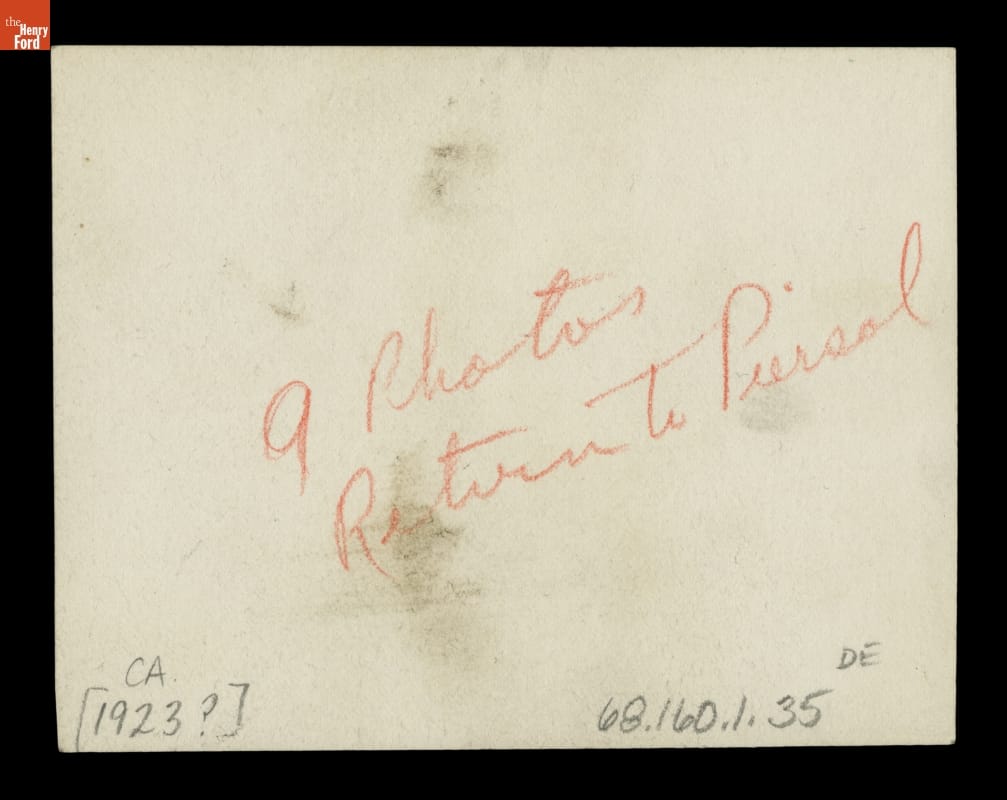 the
Henry
Ford
9 Photos
Return to Piersol
CA.
[1923?]
DE
68.160.1.35